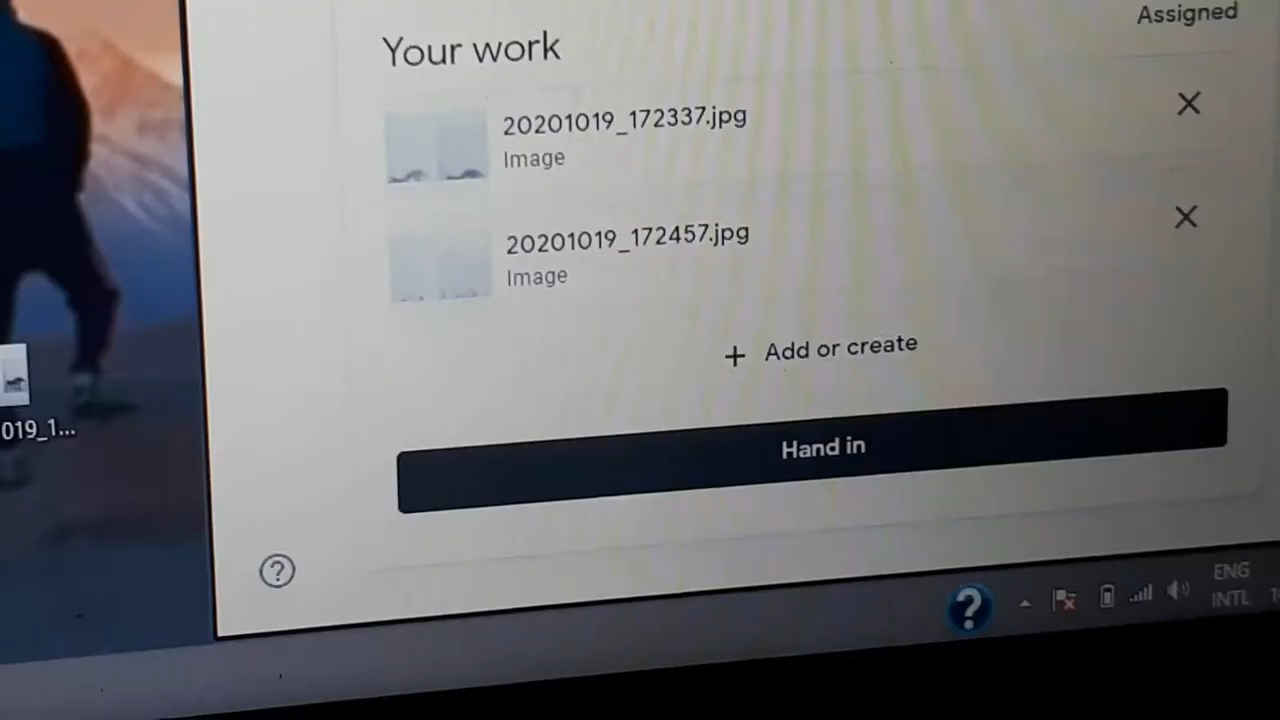 Assigned
Your work
20201019_172337.jpg
Image
20201019_172457.jpg
Image
+ Add or create
Hand in
019_1...
?
?
ENG
INTL